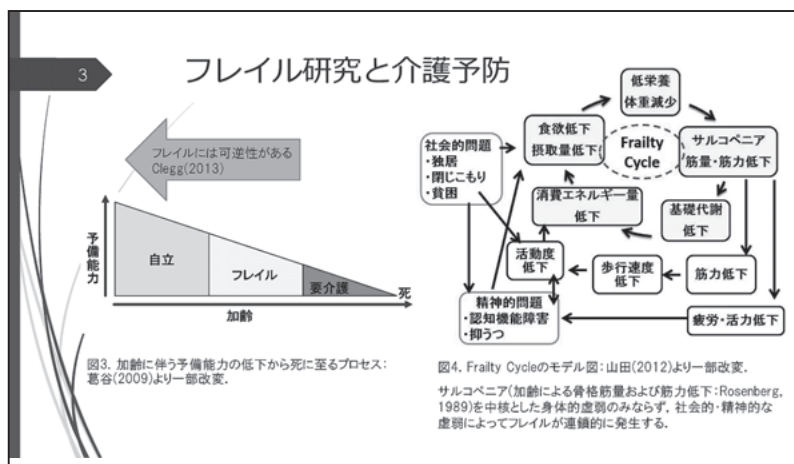 3
フレイル研究と介護予防
フレイルには可逆性がある
Clegg(2013)
予備能力
自立
フレイル
要介護
死
加齢
図3. 加齢に伴う予備能力の低下から死に至るプロセス:
葛谷(2009)より一部改変.
低栄養
体重減少
社会的問題
・独居
・閉じこもり
・貧困
食欲低下
摂取量低下
Frailty
Cycle
サルコペニア
筋量・筋力低下
消費エネルギー量
低下
基礎代謝
低下
活動度
低下
歩行速度
低下
筋力低下
精神的問題
・認知機能障害
・抑うつ
疲労・活力低下
図4. Frailty Cycleのモデル図:山田(2012)より一部改変.
サルコペニア(加齢による骨格筋量および筋力低下:Rosenberg,
1989)を中核とした身体的虚弱のみならず, 社会的・精神的な
虚弱によってフレイルが連鎖的に発生する.